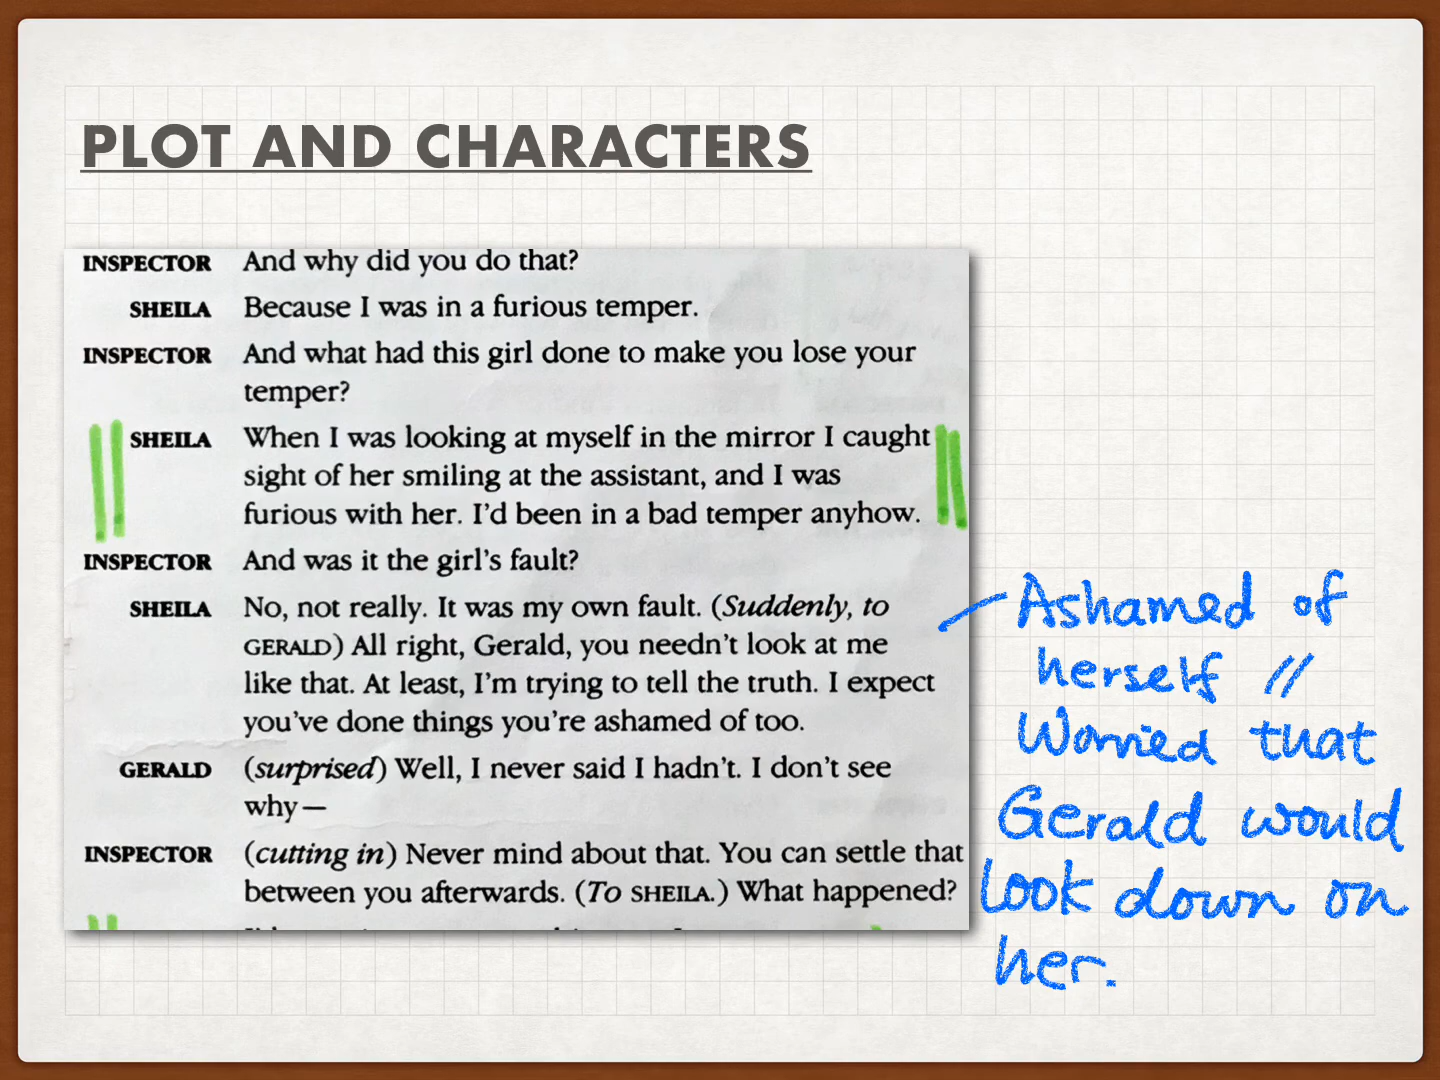 PLOT AND CHARACTERS
INSPECTOR And why did you do that?
SHEILA Because I was in a furious temper.
INSPECTOR And what had this girl done to make you lose your
temper?
SHEILA When I was looking at myself in the mirror I caught
sight of her smiling at the assistant, and I was
furious with her. I'd been in a bad temper anyhow.
INSPECTOR And was it the girl's fault?
SHEILA No, not really. It was my own fault. (Suddenly, to
GERALD) All right, Gerald, you needn't look at me
like that. At least, I'm trying to tell the truth. I expect
you've done things you're ashamed of too.
GERALD (surprised) Well, I never said I hadn't. I don't see
why—
INSPECTOR (cutting in) Never mind about that. You can settle that
between you afterwards. (To SHEILA.) What happened?
Ashamed of
herself //
Worried that
Gerald would
look down on
her.